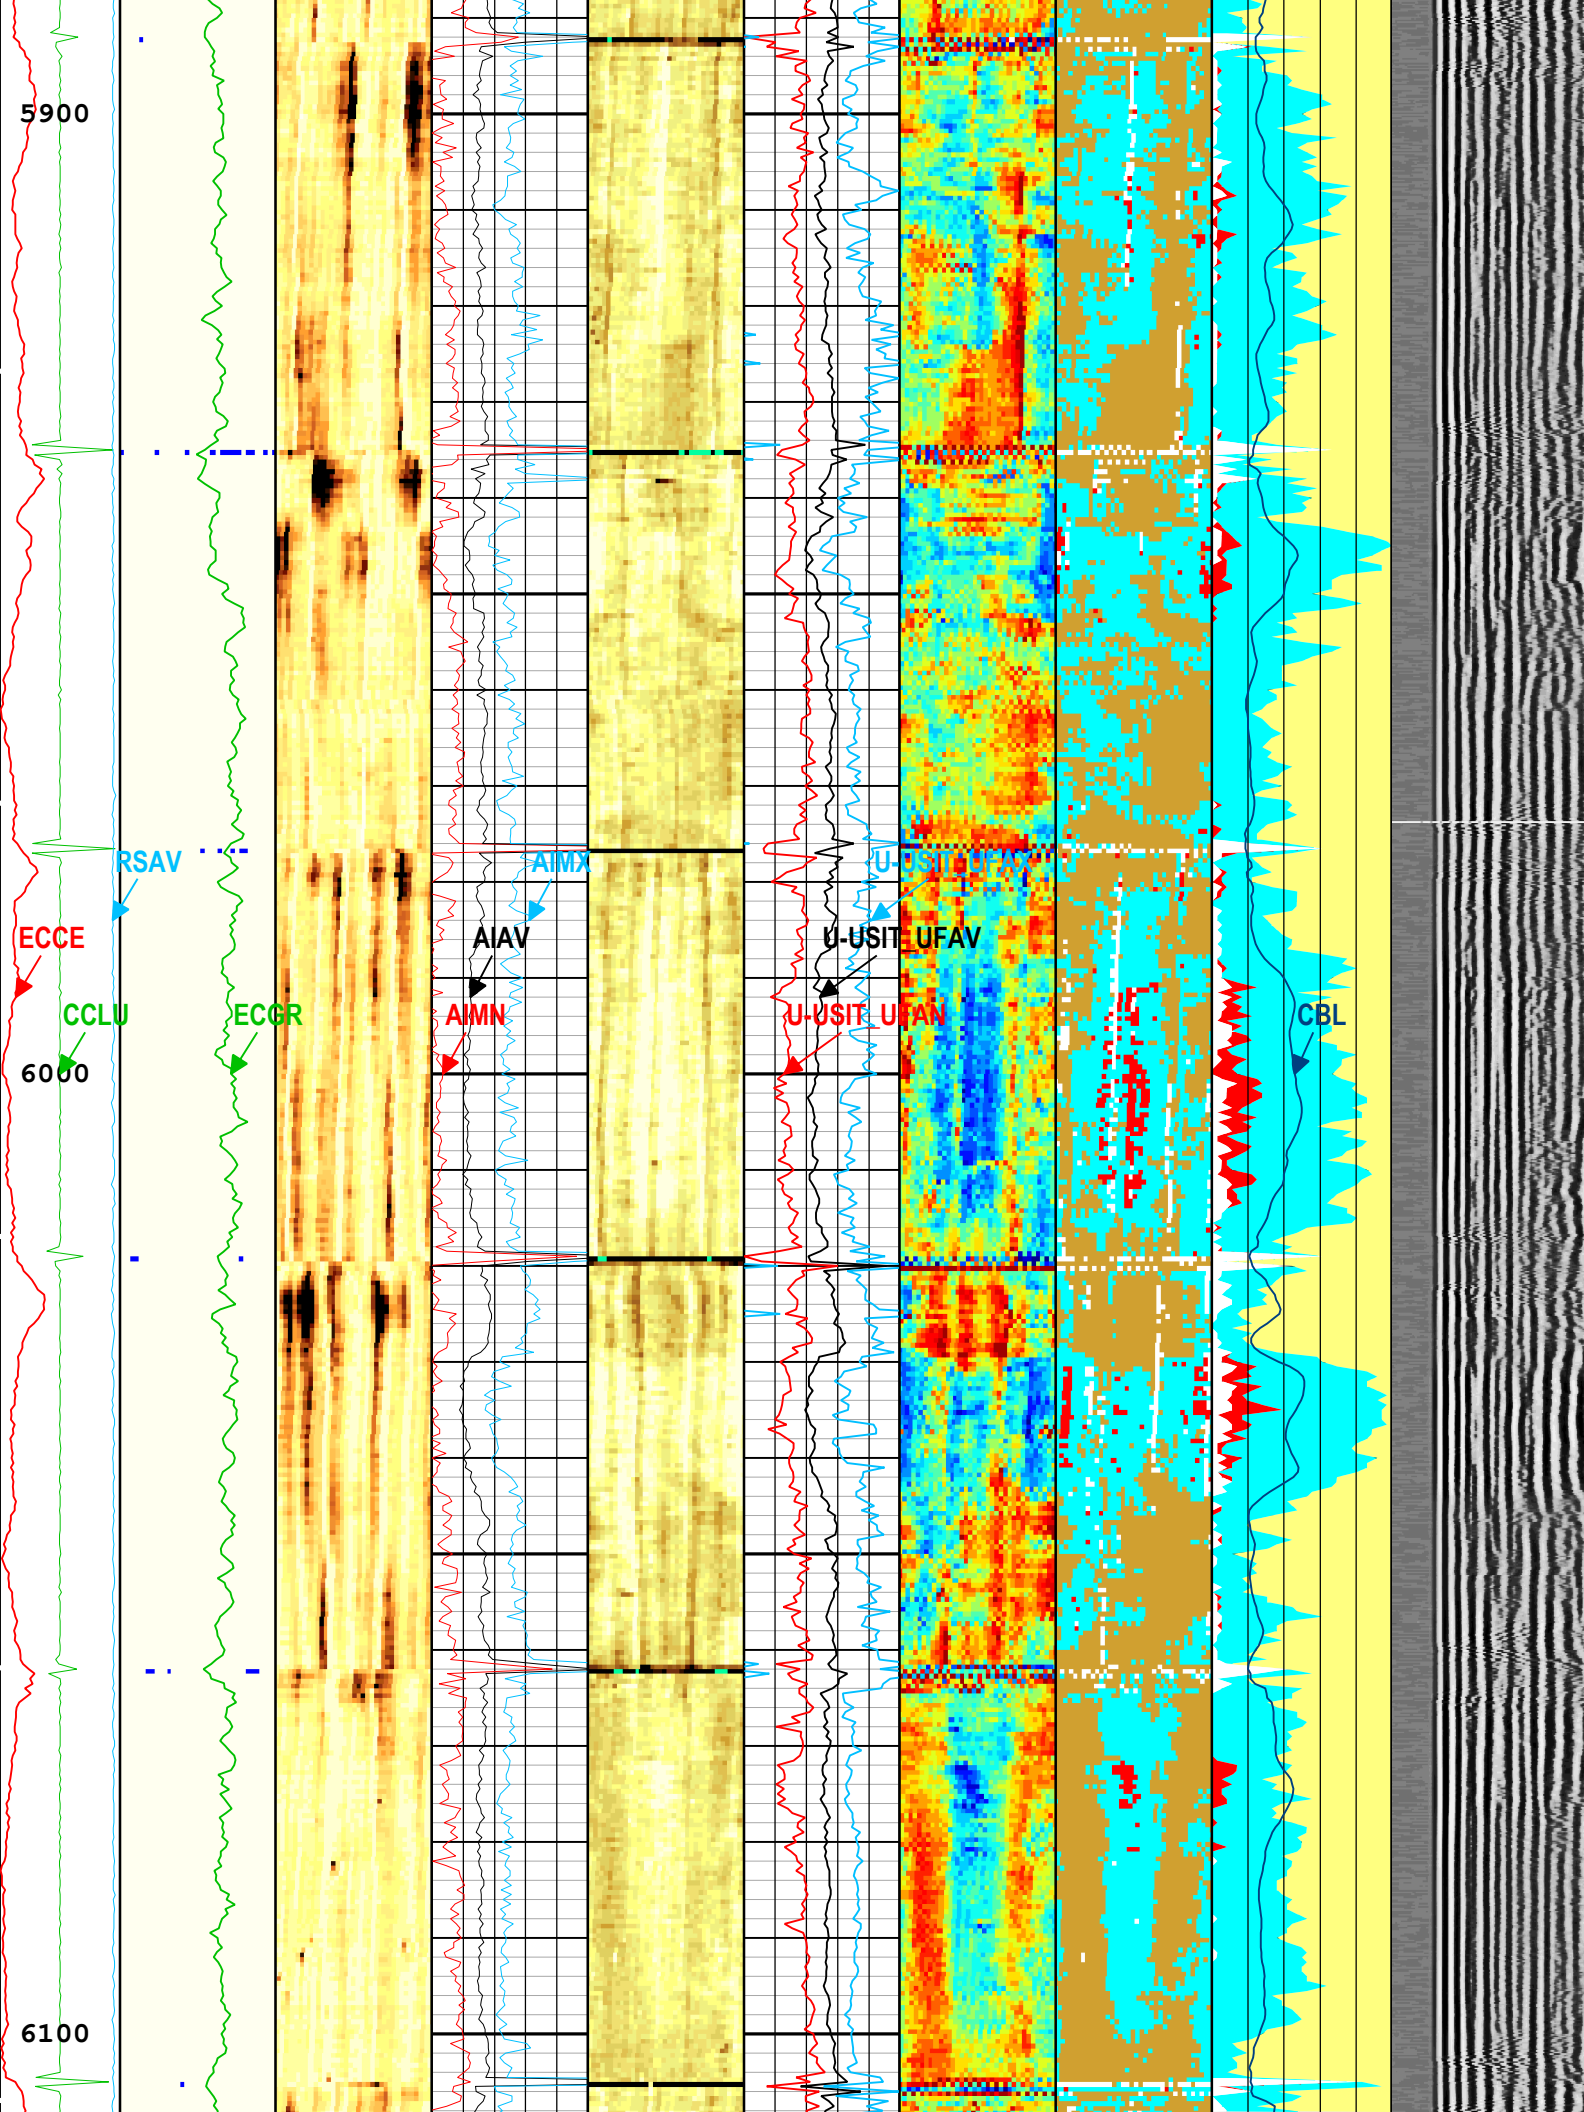 5900
RSAV
AIMX
U-USIT_UFAX
ECCE
AIAV
U-USIT_UFAV
CCLU
ECGR
AIMN
U-USIT_UFAN
CBL
6000
6100